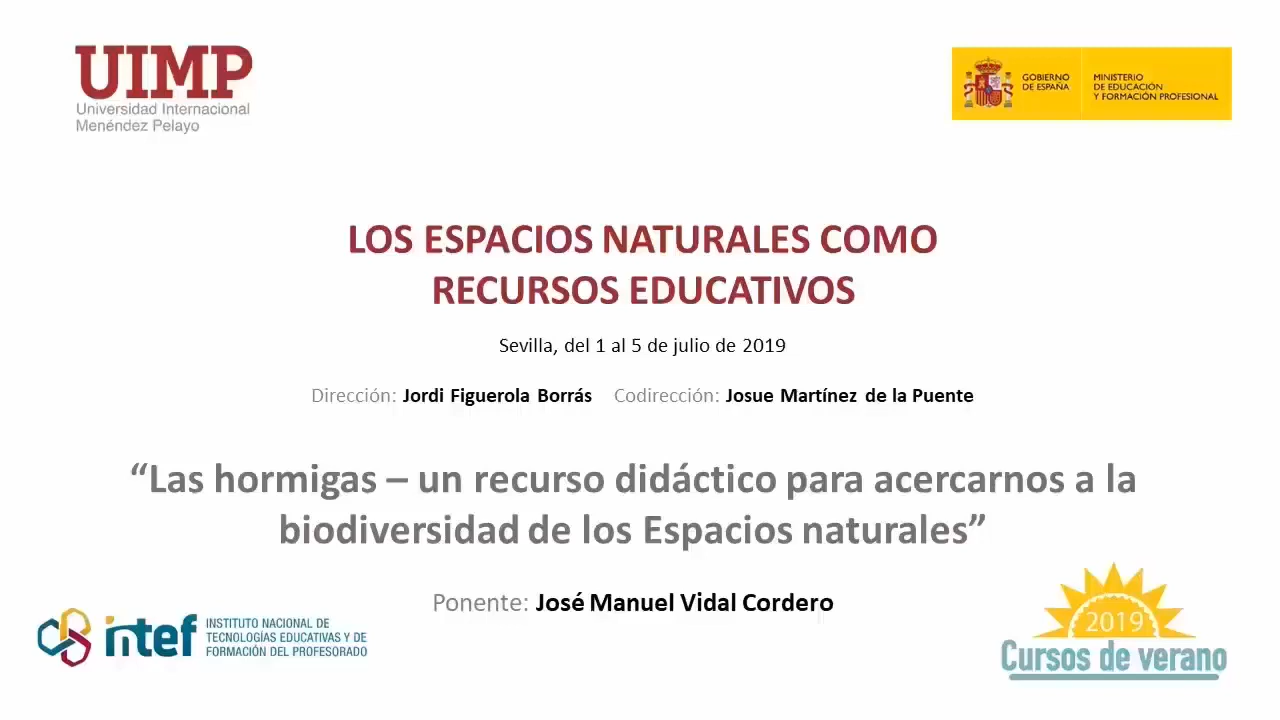 UIMP
Universidad Internacional
Menéndez Pelayo
GOBIERNO
DE ESPAÑA
MINISTERIO
DE EDUCACIÓN
Y FORMACIÓN PROFESIONAL
LOS ESPACIOS NATURALES COMO
RECURSOS EDUCATIVOS
Sevilla, del 1 al 5 de julio de 2019
Dirección: Jordi Figuerola Borrás Codirección: Josue Martínez de la Puente
“Las hormigas – un recurso didáctico para acercarnos a la
biodiversidad de los Espacios naturales”
Ponente: José Manuel Vidal Cordero
intef
INSTITUTO NACIONAL DE
TECNOLOGÍAS EDUCATIVAS Y DE
FORMACIÓN DEL PROFESORADO
2019
Cursos de verano